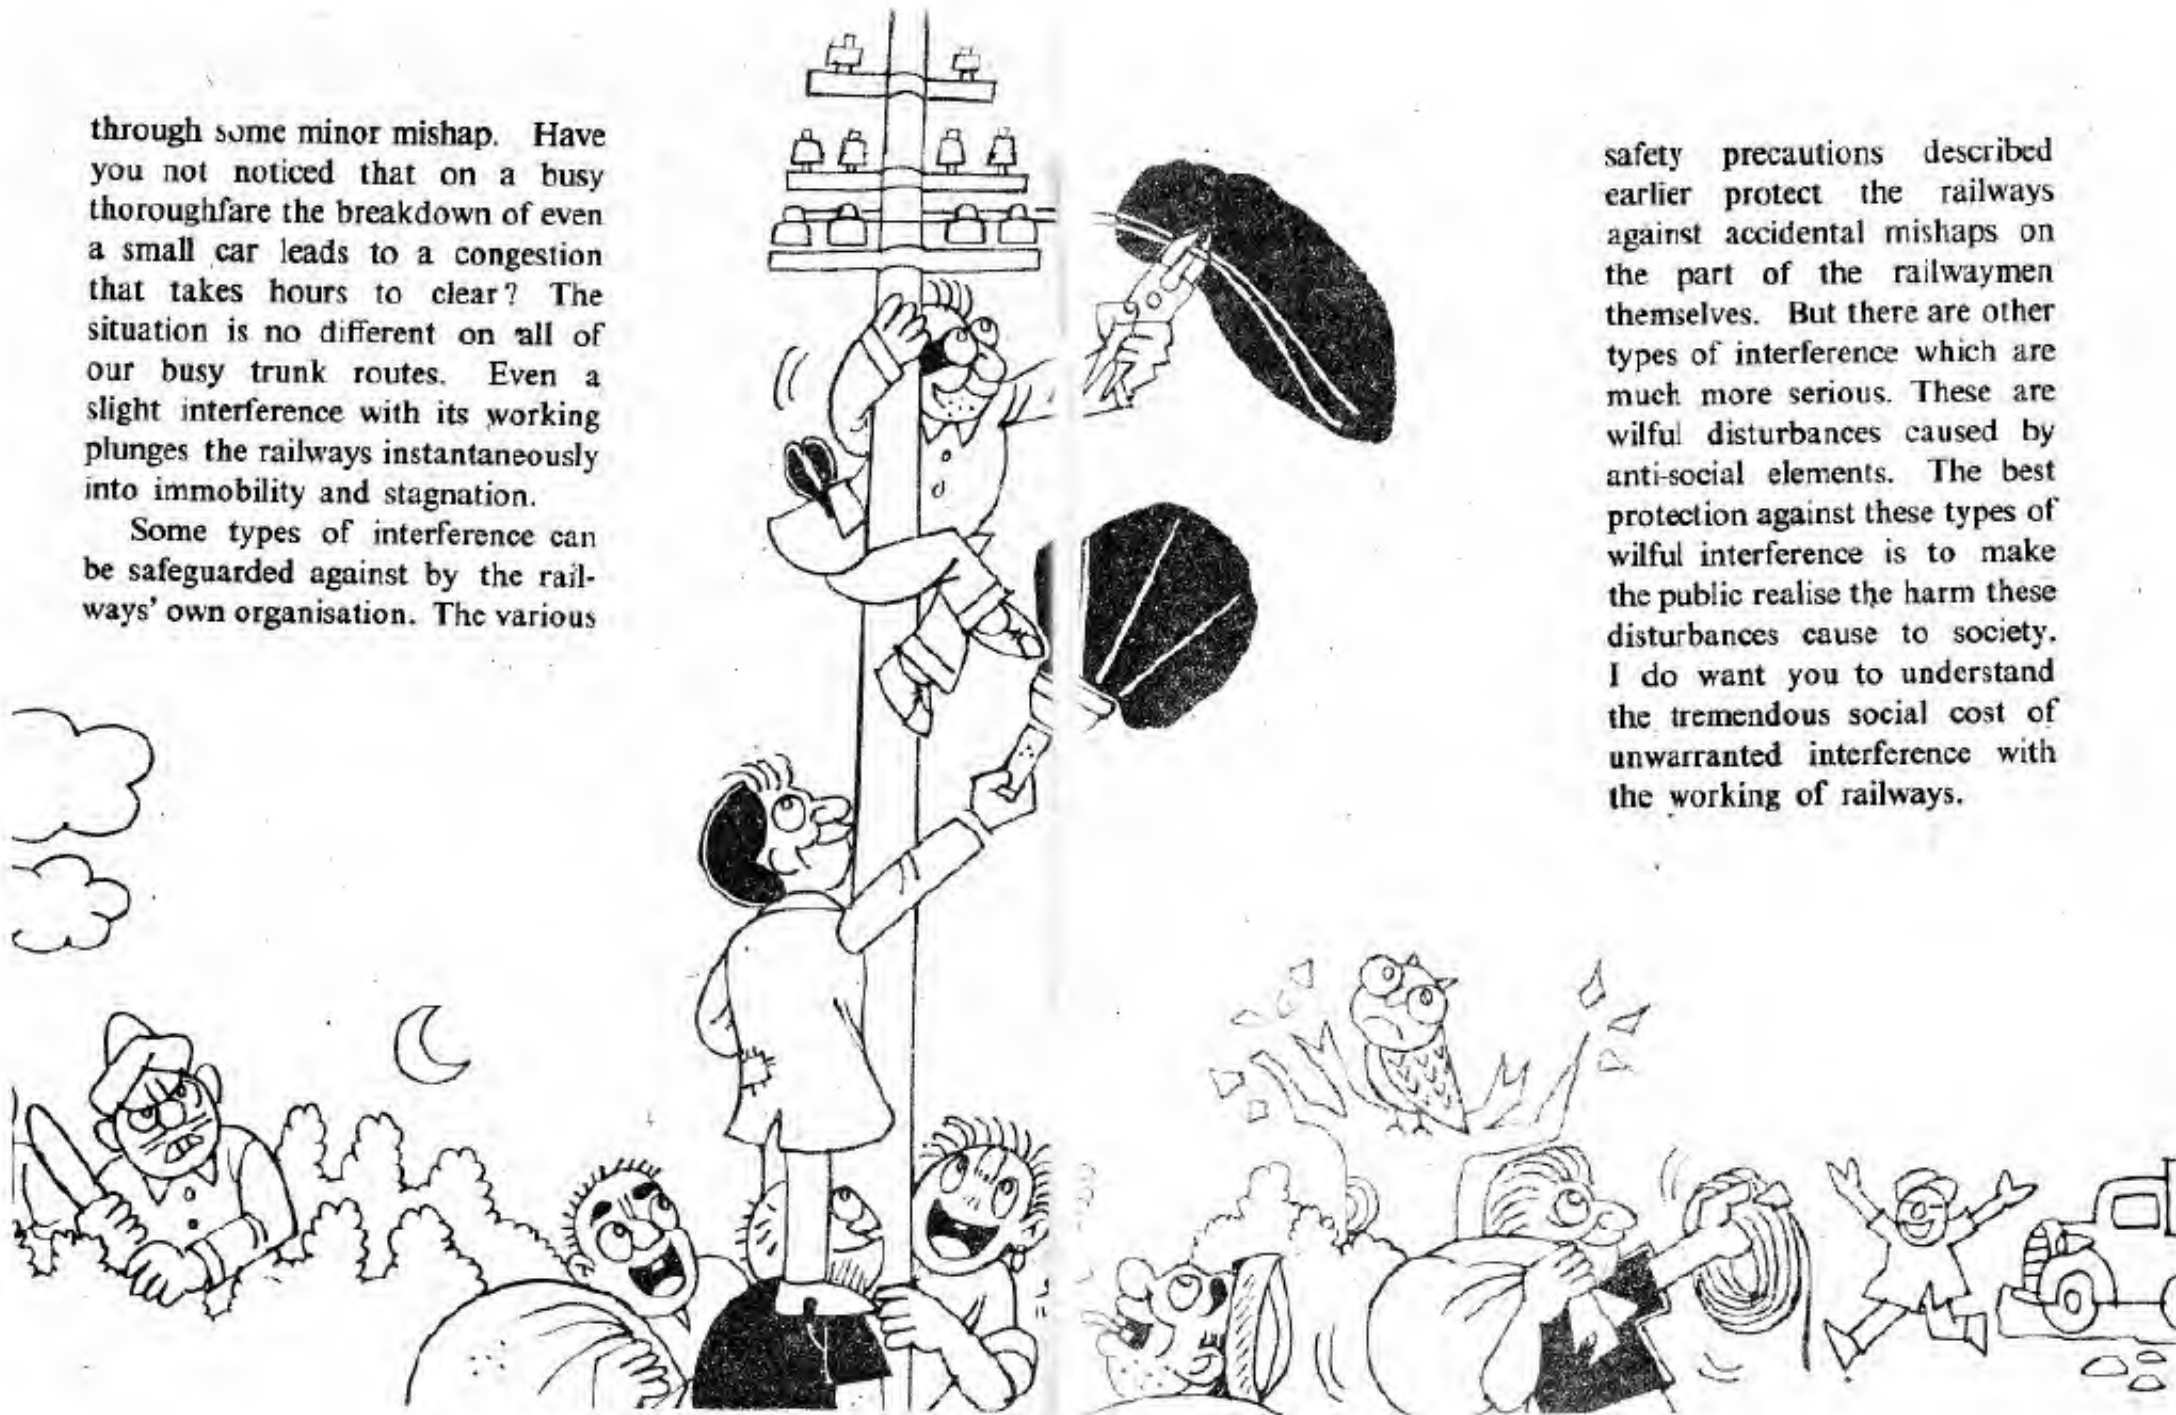 through some minor mishap. Have
you not noticed that on a busy
thoroughfare the breakdown of even
a small car leads to a congestion
that takes hours to clear? The
situation is no different on all of
our busy trunk routes. Even a
slight interference with its working
plunges the railways instantaneously
into immobility and stagnation.
Some types of interference can
be safeguarded against by the rail-
ways' own organisation. The various
safety precautions described
earlier protect the railways
against accidental mishaps on
the part of the railwaymen
themselves. But there are other
types of interference which are
much more serious. These are
wilful disturbances caused by
anti-social elements. The best
protection against these types of
wilful interference is to make
the public realise the harm these
disturbances cause to society.
I do want you to understand
the tremendous social cost of
unwarranted interference with
the working of railways.